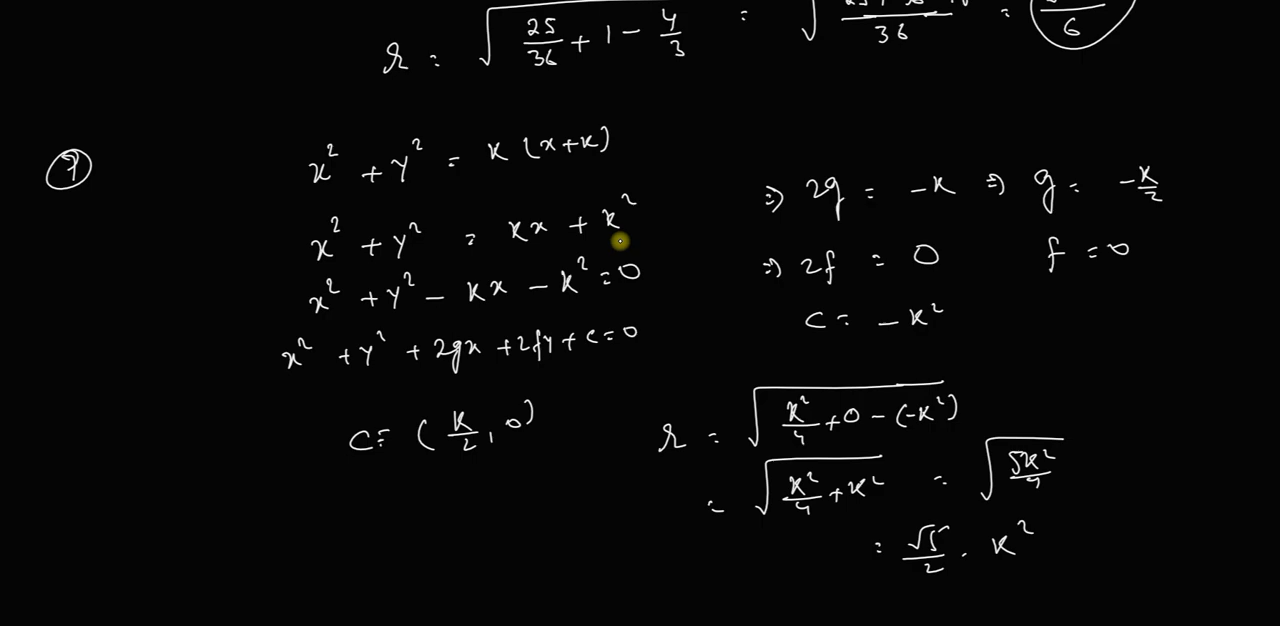 r = √(25/36 + 1 − 4/3) = √( /36) = /6
7
x² + y² = k (x+k)
x² + y² = kx + k²
x² + y² − kx − k² = 0
x² + y² + 2gx + 2fy + c = 0
c = (k/2, 0)
⇒ 2g = −k ⇒ g = −k/2
⇒ 2f = 0 f = 0
c = −k²
r = √(k²/4 + 0 − (−k²))
= √(k²/4 + k²) = √(5k²/4)
= √5/2 · k²